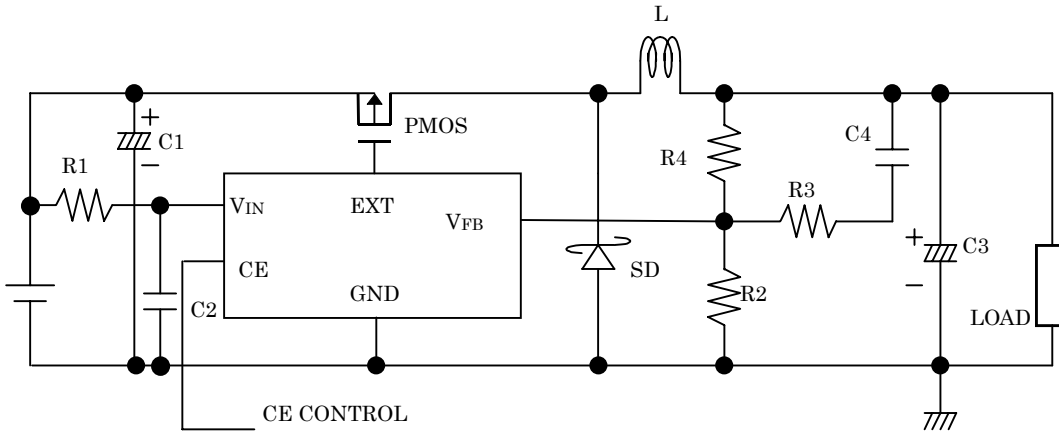 L
PMOS
+
C1
−
R1
R4
C4
R3
VIN
EXT
VFB
CE
GND
C2
SD
R2
+
C3
−
LOAD
CE CONTROL